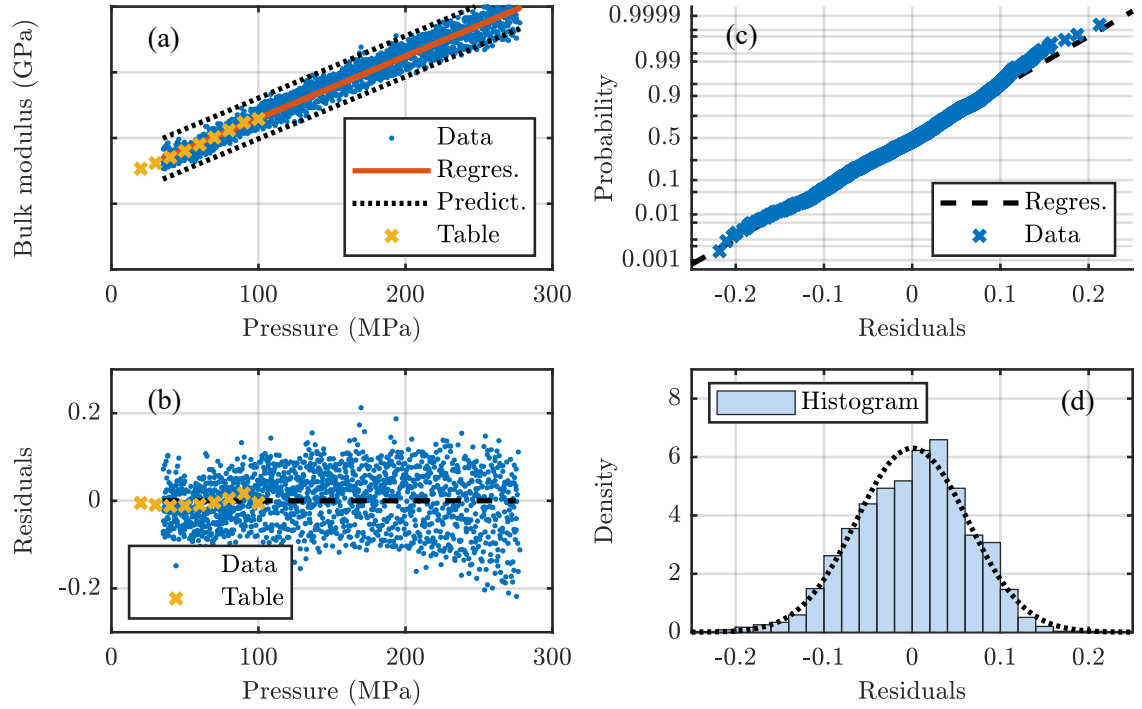 (a)
Bulk modulus (GPa)
Data
Regres.
Predict.
Table
0 100 200 300
Pressure (MPa)
(c)
Probability
0.9999
0.99
0.9
0.5
0.1
0.01
0.001
Regres.
Data
-0.2 -0.1 0 0.1 0.2
Residuals
(b)
Residuals
0.2
0
-0.2
Data
Table
0 100 200 300
Pressure (MPa)
(d)
Density
8
6
4
2
0
Histogram
-0.2 -0.1 0 0.1 0.2
Residuals